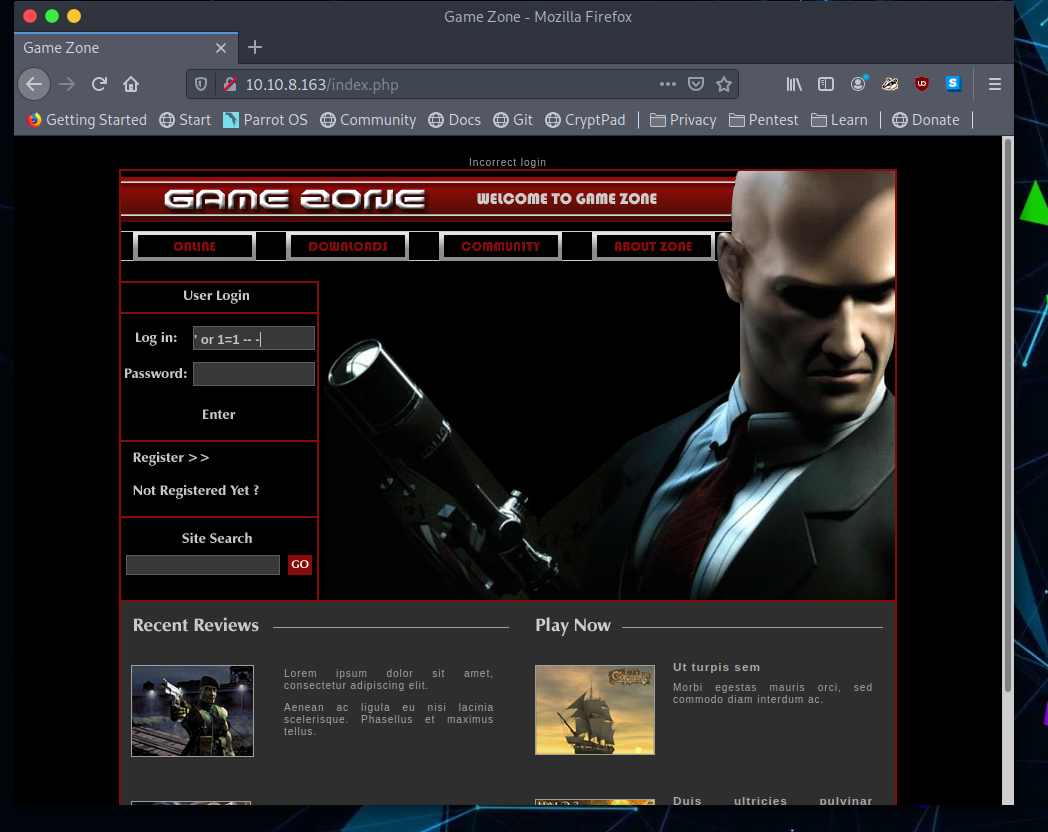 Game Zone - Mozilla Firefox
Game Zone
10.10.8.163/index.php
Getting Started Start Parrot OS Community Docs Git CryptPad Privacy Pentest Learn Donate
Incorrect login
GAME ZONE WELCOME TO GAME ZONE
ONLINE DOWNLONDS COMMUNITY ABOUT ZONE
User Login
Log in: ' or 1=1 -- -
Password:
Enter
Register >>
Not Registered Yet ?
Site Search
GO
Recent Reviews
Lorem ipsum dolor sit amet,
consectetur adipiscing elit.
Aenean ac ligula eu nisi lacinia
scelerisque. Phasellus et maximus
tellus.
Play Now
Ut turpis sem
Morbi egestas mauris orci, sed
commodo diam interdum ac.
Duis ultricies pulvinar